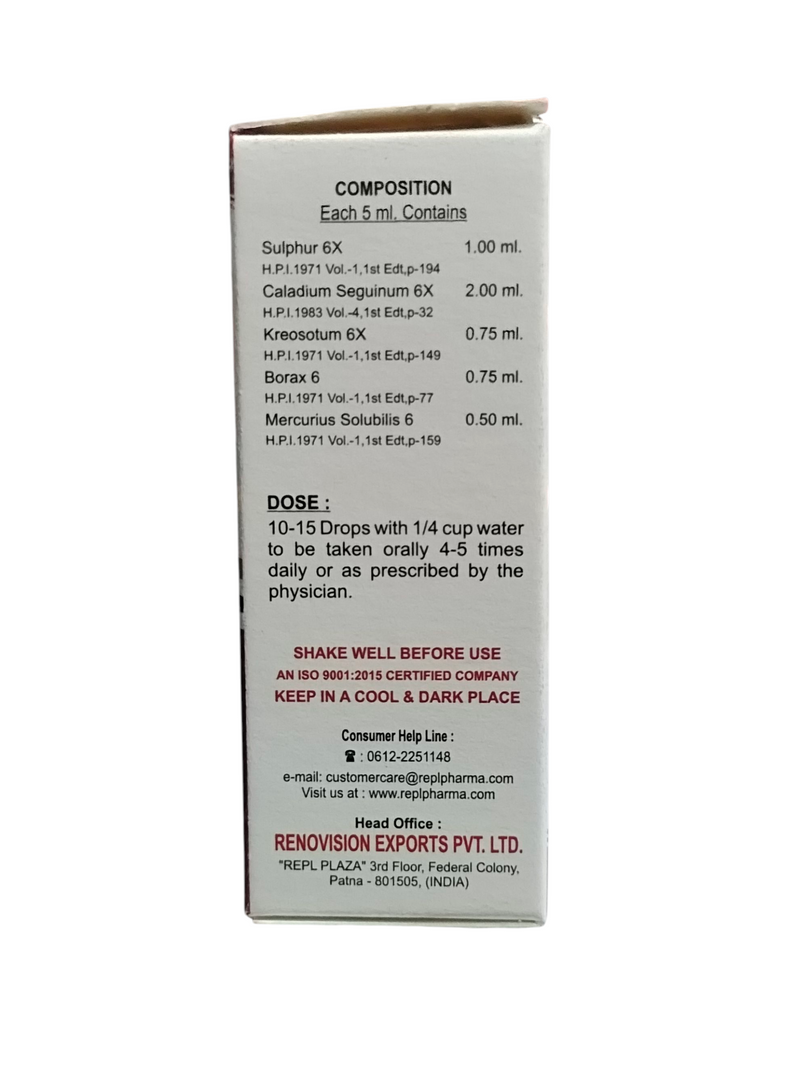 COMPOSITION
Each 5 ml. Contains
Sulphur 6X 1.00 ml.
H.P.I.1971 Vol.-1,1st Edt,p-194
Caladium Seguinum 6X 2.00 ml.
H.P.I.1983 Vol.-4,1st Edt,p-32
Kreosotum 6X 0.75 ml.
H.P.I.1971 Vol.-1,1st Edt,p-149
Borax 6 0.75 ml.
H.P.I.1971 Vol.-1,1st Edt,p-77
Mercurius Solubilis 6 0.50 ml.
H.P.I.1971 Vol.-1,1st Edt,p-159
DOSE :
10-15 Drops with 1/4 cup water
to be taken orally 4-5 times
daily or as prescribed by the
physician.
SHAKE WELL BEFORE USE
AN ISO 9001:2015 CERTIFIED COMPANY
KEEP IN A COOL & DARK PLACE
Consumer Help Line :
☎ : 0612-2251148
e-mail: customercare@replpharma.com
Visit us at : www.replpharma.com
Head Office :
RENOVISION EXPORTS PVT. LTD.
"REPL PLAZA" 3rd Floor, Federal Colony,
Patna - 801505, (INDIA)